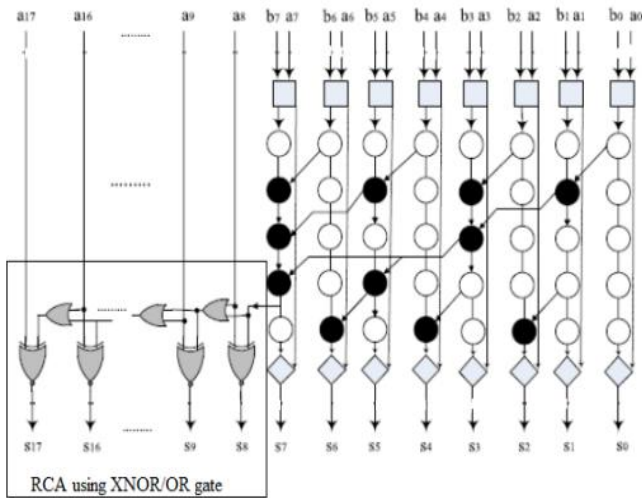 a17 a16 ........ a9 a8 b7 a7 b6 a6 b5 a5 b4 a4 b3 a3 b2 a2 b1 a1 b0 a0
.........
........
S17 S16 ........ S9 S8 S7 S6 S5 S4 S3 S2 S1 S0
RCA using XNOR/OR gate